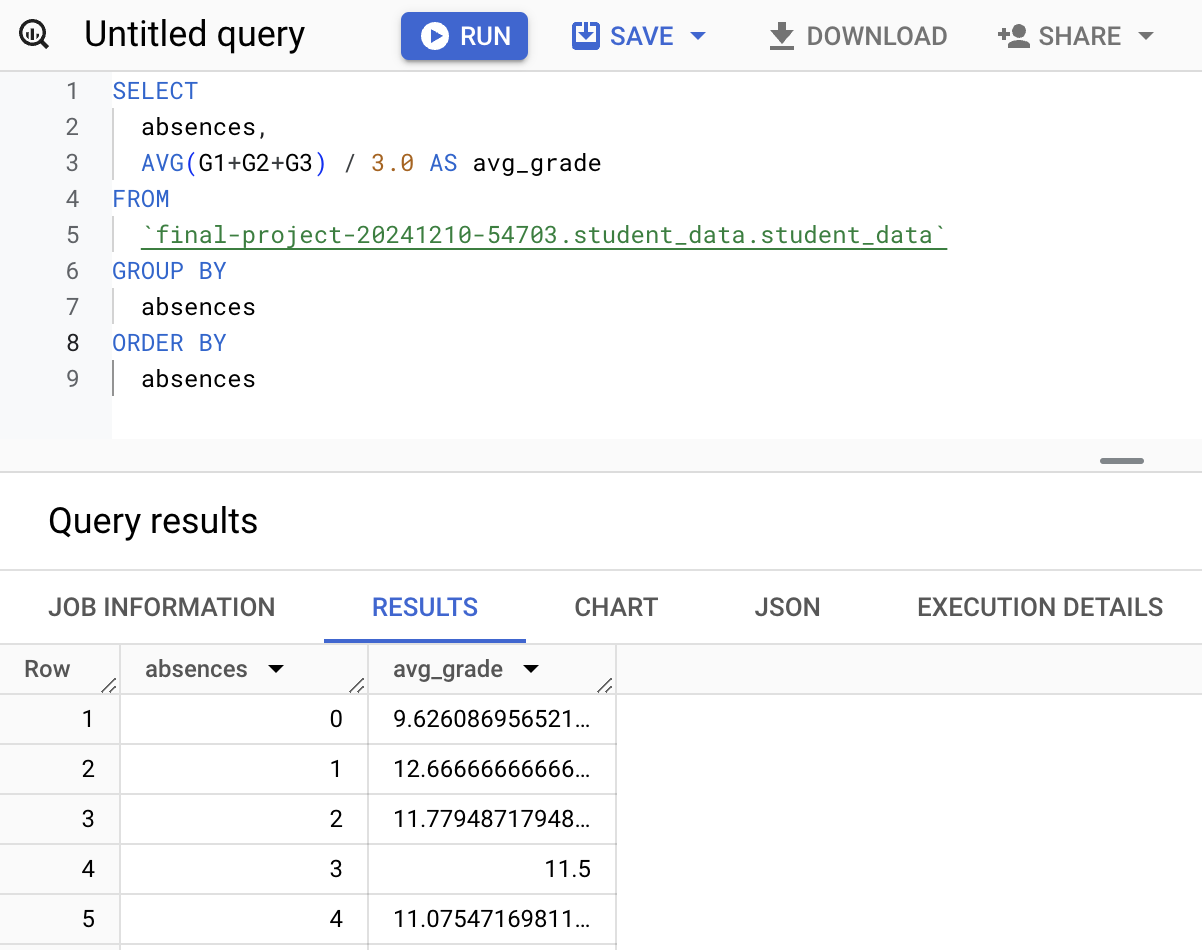 Untitled query RUN SAVE DOWNLOAD SHARE
1 SELECT
2 absences,
3 AVG(G1+G2+G3) / 3.0 AS avg_grade
4 FROM
5 `final-project-20241210-54703.student_data.student_data`
6 GROUP BY
7 absences
8 ORDER BY
9 absences
Query results
JOB INFORMATION RESULTS CHART JSON EXECUTION DETAILS
Row absences avg_grade
1 0 9.626086956521...
2 1 12.66666666666...
3 2 11.77948717948...
4 3 11.5
5 4 11.07547169811...